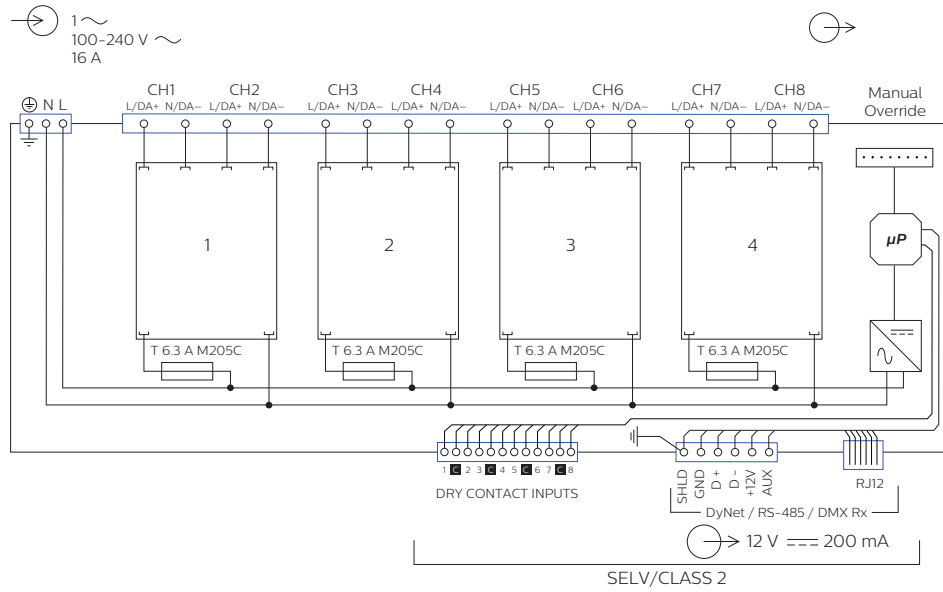 1 ~
100-240 V ~
16 A
CH1 CH2 CH3 CH4 CH5 CH6 CH7 CH8
N L
L/DA+ N/DA− L/DA+ N/DA− L/DA+ N/DA− L/DA+ N/DA− L/DA+ N/DA− L/DA+ N/DA− L/DA+ N/DA− L/DA+ N/DA−
Manual
Override
1 2 3 4
µP
T 6.3 A M205C T 6.3 A M205C T 6.3 A M205C T 6.3 A M205C
1 C 2 3 C 4 5 C 6 7 C 8
DRY CONTACT INPUTS
SHLD
GND
D +
D -
+12V
AUX
RJ12
DyNet / RS-485 / DMX Rx
12 V ⎓ 200 mA
SELV/CLASS 2